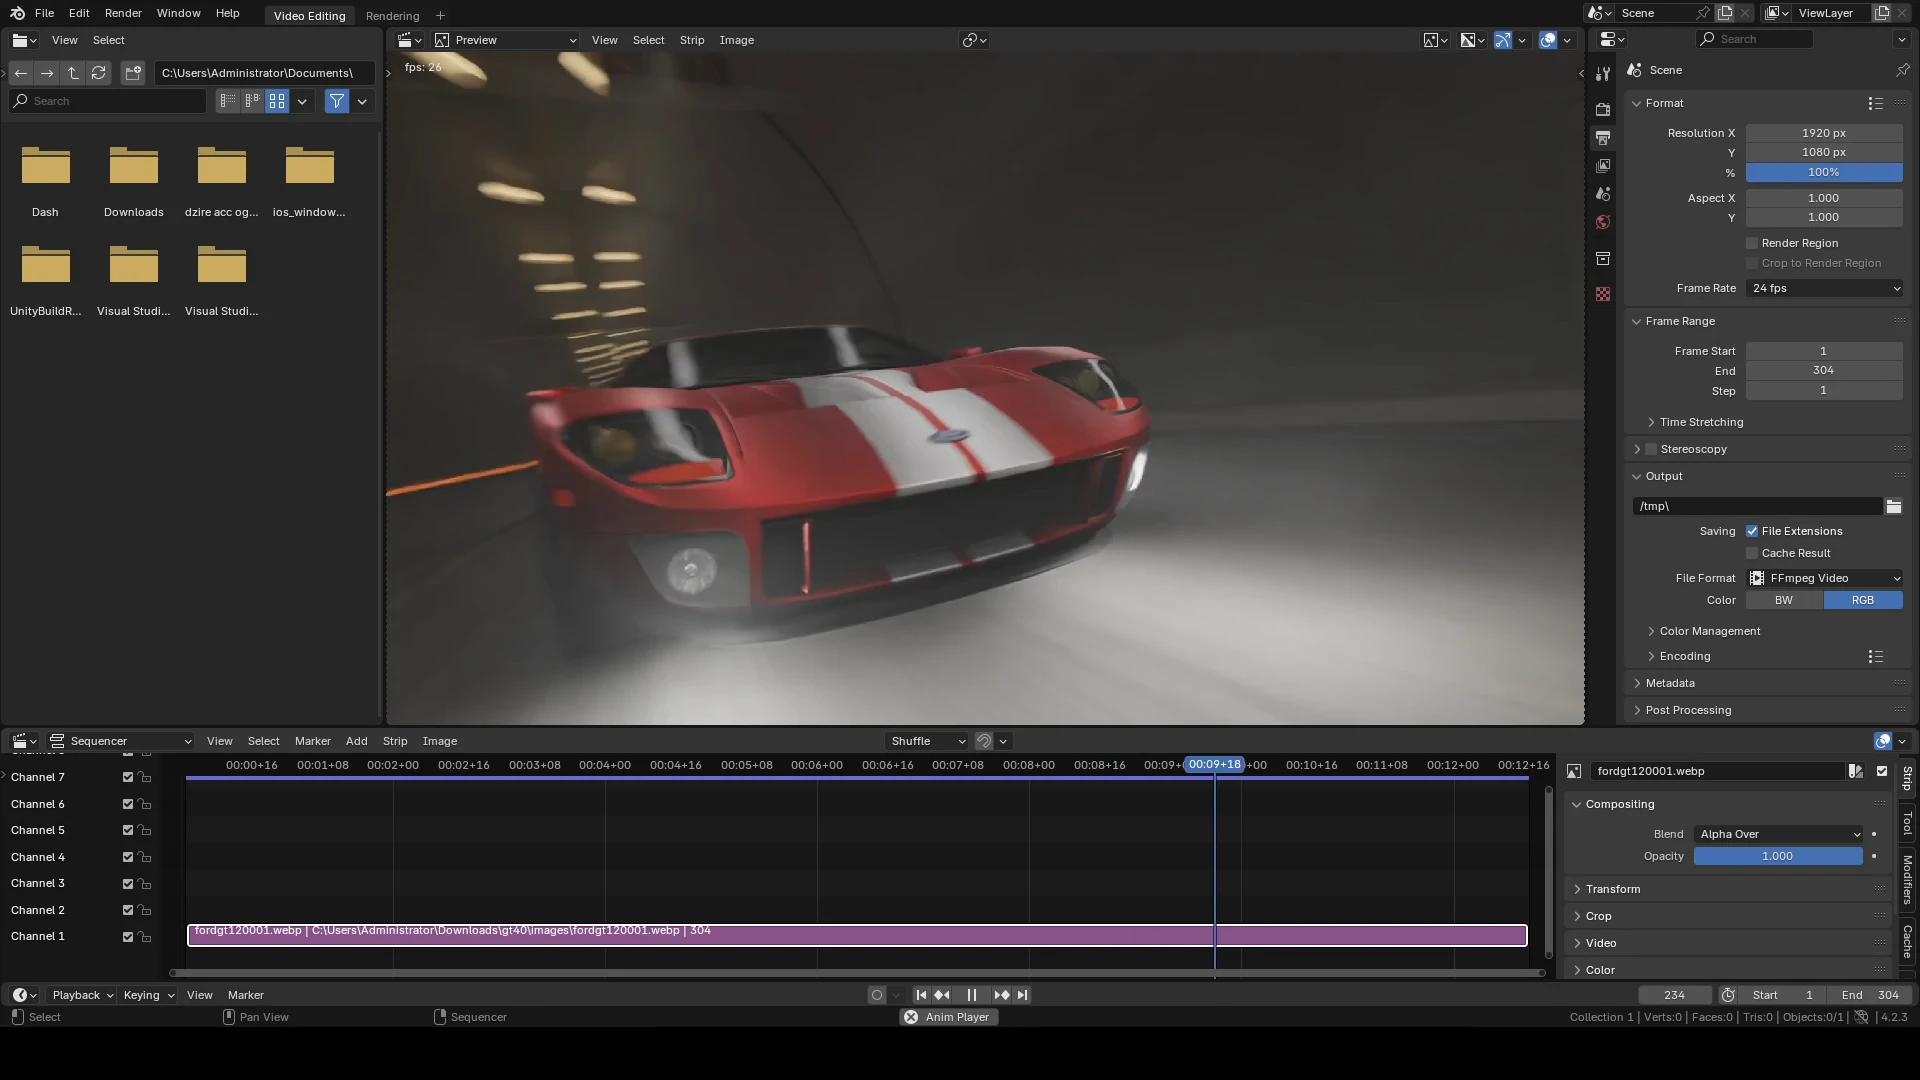 File Edit Render Window Help Video Editing Rendering + Scene ViewLayer
View Select
Preview View Select Strip Image
Search
C:\Users\Administrator\Documents\
Search
Dash Downloads dzire acc og... ios_window...
UnityBuildR... Visual Studi... Visual Studi...
fps: 26
Scene
Format
Resolution X 1920 px
Y 1080 px
% 100%
Aspect X 1.000
Y 1.000
Render Region
Crop to Render Region
Frame Rate 24 fps
Frame Range
Frame Start 1
End 304
Step 1
Time Stretching
Stereoscopy
Output
/tmp\
Saving File Extensions
Cache Result
File Format FFmpeg Video
Color BW RGB
Color Management
Encoding
Metadata
Post Processing
Sequencer View Select Marker Add Strip Image Shuffle
00:00+16 00:01+08 00:02+00 00:02+16 00:03+08 00:04+00 00:04+16 00:05+08 00:06+00 00:06+16 00:07+08 00:08+00 00:08+16 00:09+ 00:09+18 +00 00:10+16 00:11+08 00:12+00 00:12+16
Channel 7
Channel 6
Channel 5
Channel 4
Channel 3
Channel 2
Channel 1
fordgt120001.webp | C:\Users\Administrator\Downloads\gt40\images\fordgt120001.webp | 304
fordgt120001.webp
Compositing
Blend Alpha Over
Opacity 1.000
Transform
Crop
Video
Color
Strip
Tool
Modifiers
Cache
Playback Keying View Marker 234 Start 1 End 304
Select Pan View Sequencer Anim Player Collection 1 | Verts:0 | Faces:0 | Tris:0 | Objects:0/1 | 4.2.3